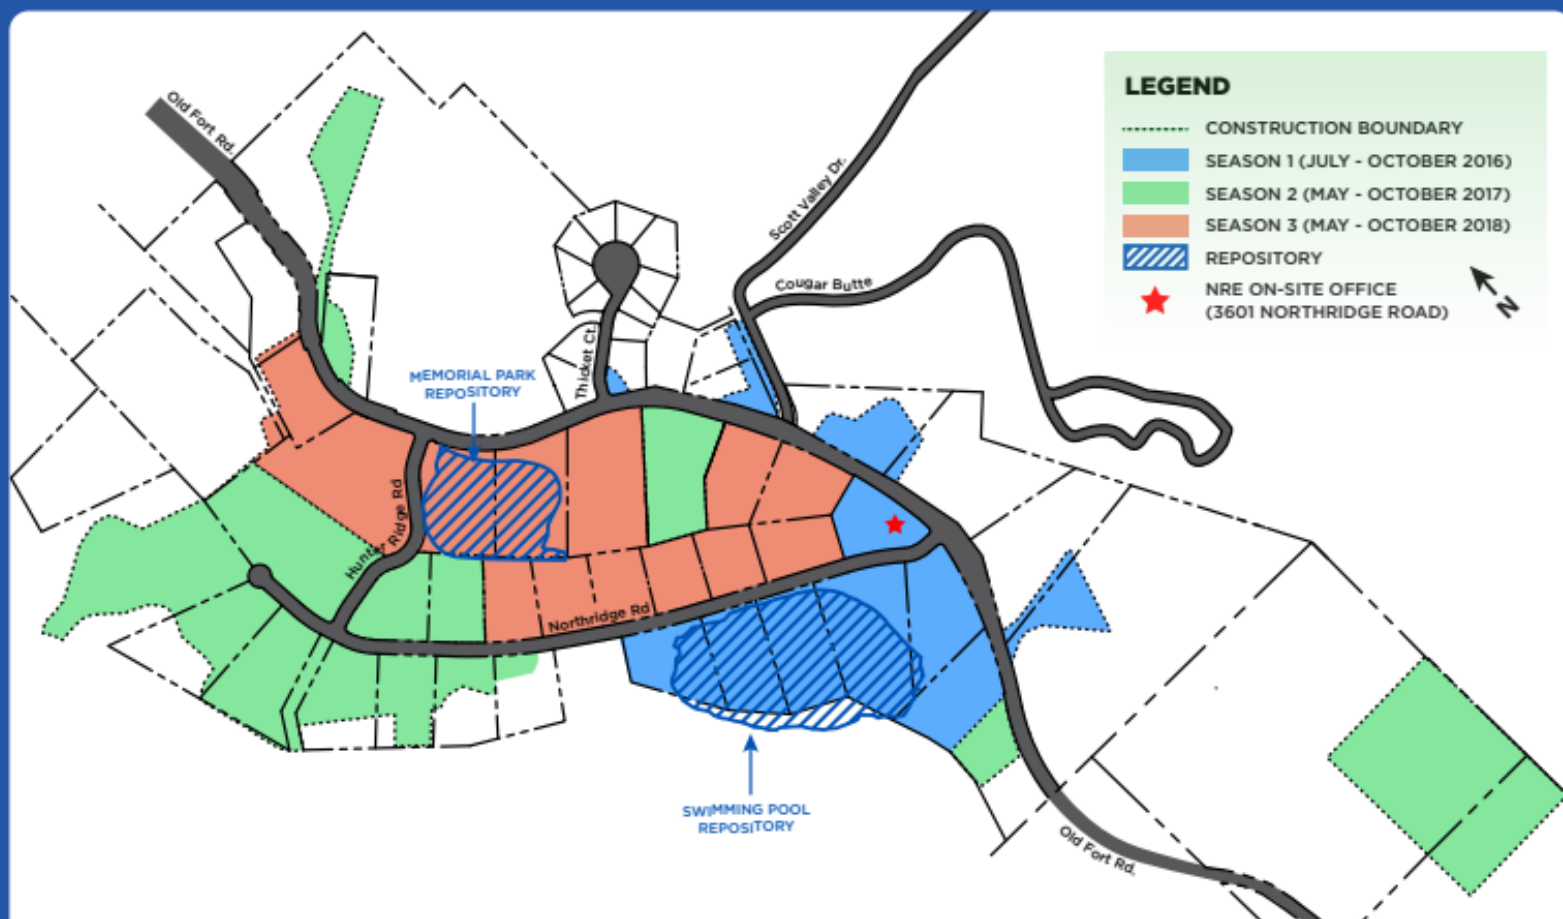 Old Fort Rd.
Scott Valley Dr.
Cougar Butte
Thicket Ct.
MEMORIAL PARK
REPOSITORY
Hunter Ridge Rd
Northridge Rd
SWIMMING POOL
REPOSITORY
Old Fort Rd.
LEGEND
CONSTRUCTION BOUNDARY
SEASON 1 (JULY - OCTOBER 2016)
SEASON 2 (MAY - OCTOBER 2017)
SEASON 3 (MAY - OCTOBER 2018)
REPOSITORY
NRE ON-SITE OFFICE
(3601 NORTHRIDGE ROAD)
N